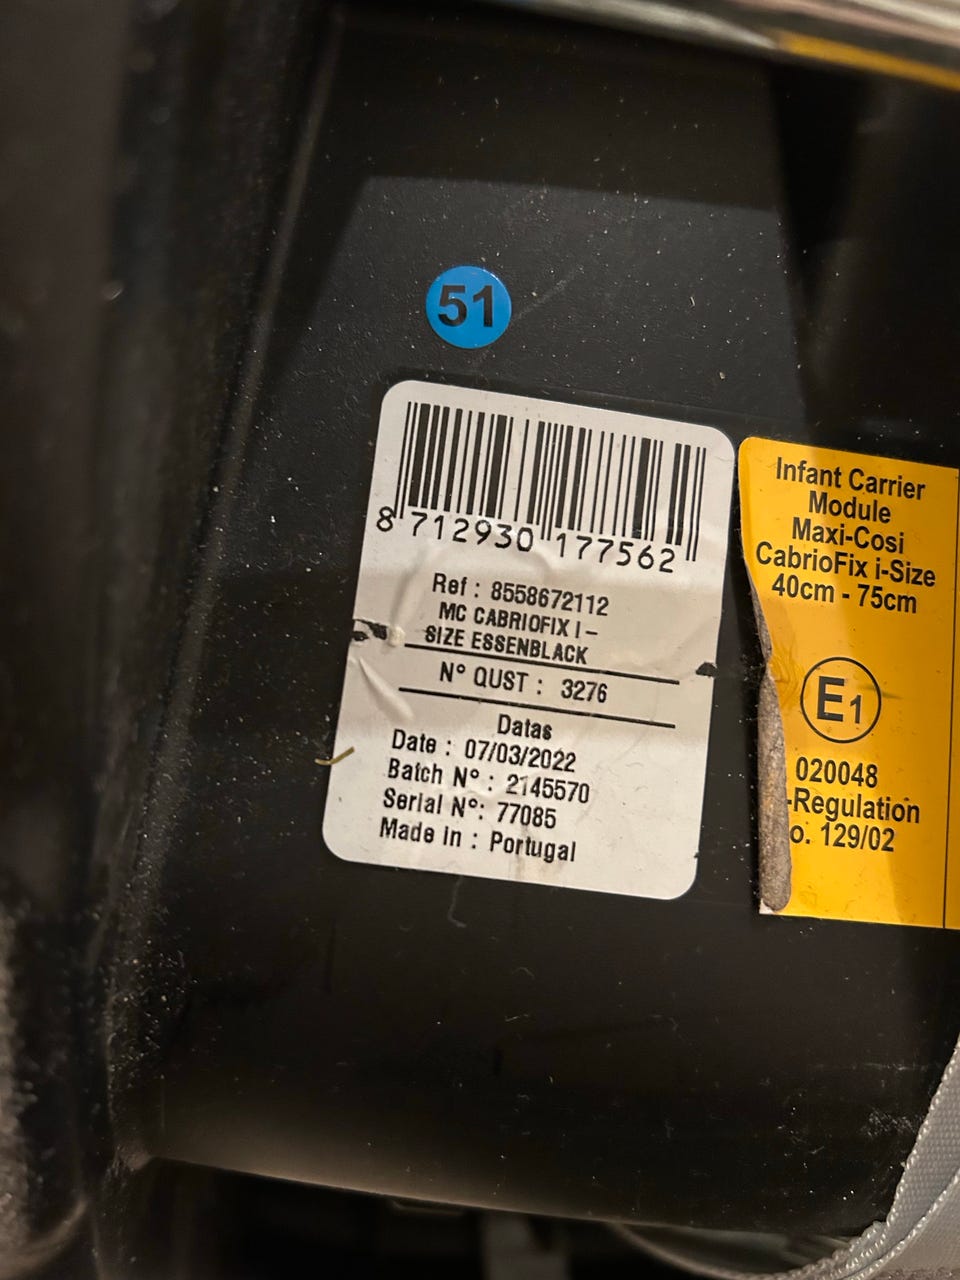 51
8 712930 177562
Ref : 8558672112
MC CABRIOFIX I -
SIZE ESSENBLACK
N° QUST : 3276
Datas
Date : 07/03/2022
Batch N° : 2145570
Serial N°: 77085
Made in : Portugal
Infant Carrier
Module
Maxi-Cosi
CabrioFix i-Size
40cm - 75cm
E1
020048
-Regulation
o. 129/02